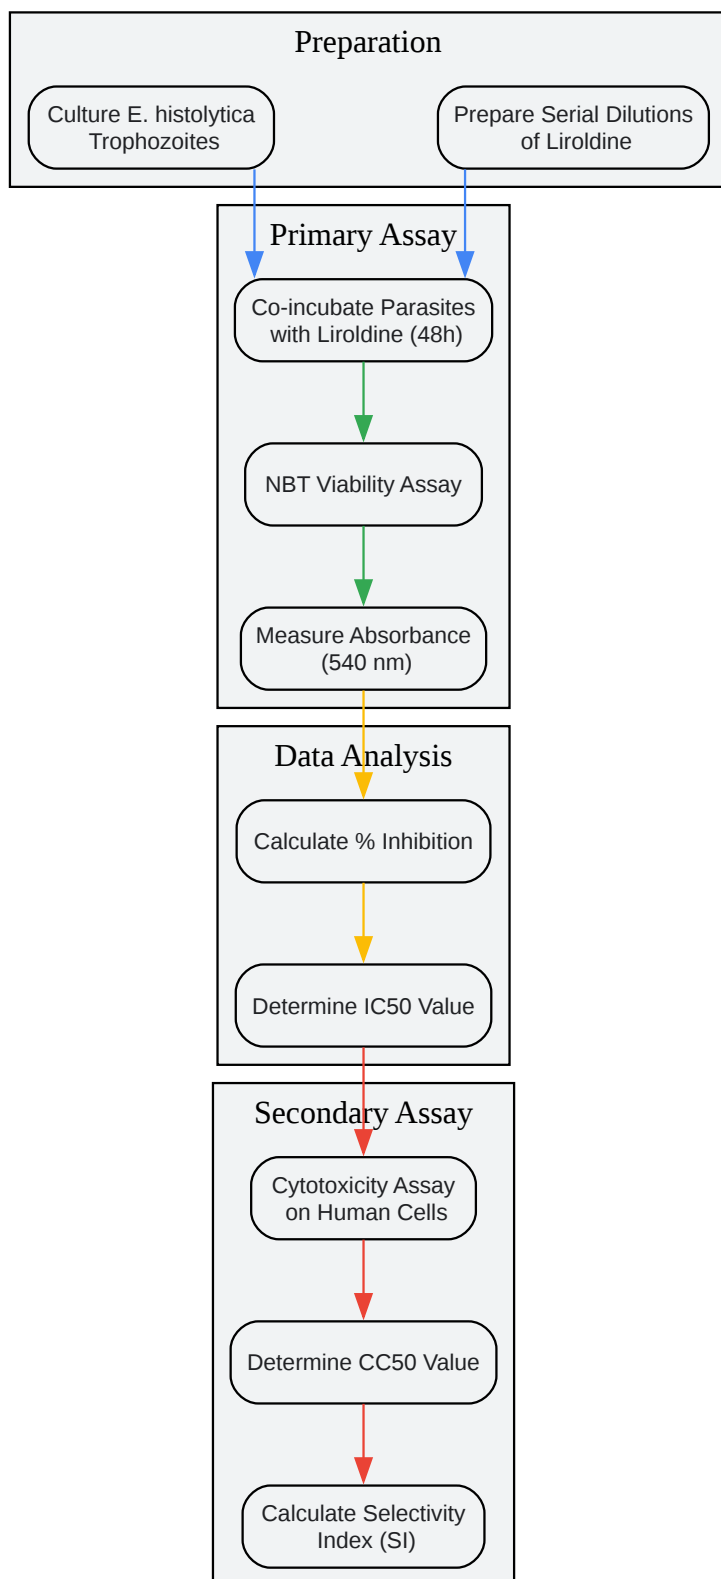 Preparation
Culture E. histolytica
Trophozoites
Prepare Serial Dilutions
of Liroldine
Primary Assay
Co-incubate Parasites
with Liroldine (48h)
NBT Viability Assay
Measure Absorbance
(540 nm)
Data Analysis
Calculate % Inhibition
Determine IC50 Value
Secondary Assay
Cytotoxicity Assay
on Human Cells
Determine CC50 Value
Calculate Selectivity
Index (SI)